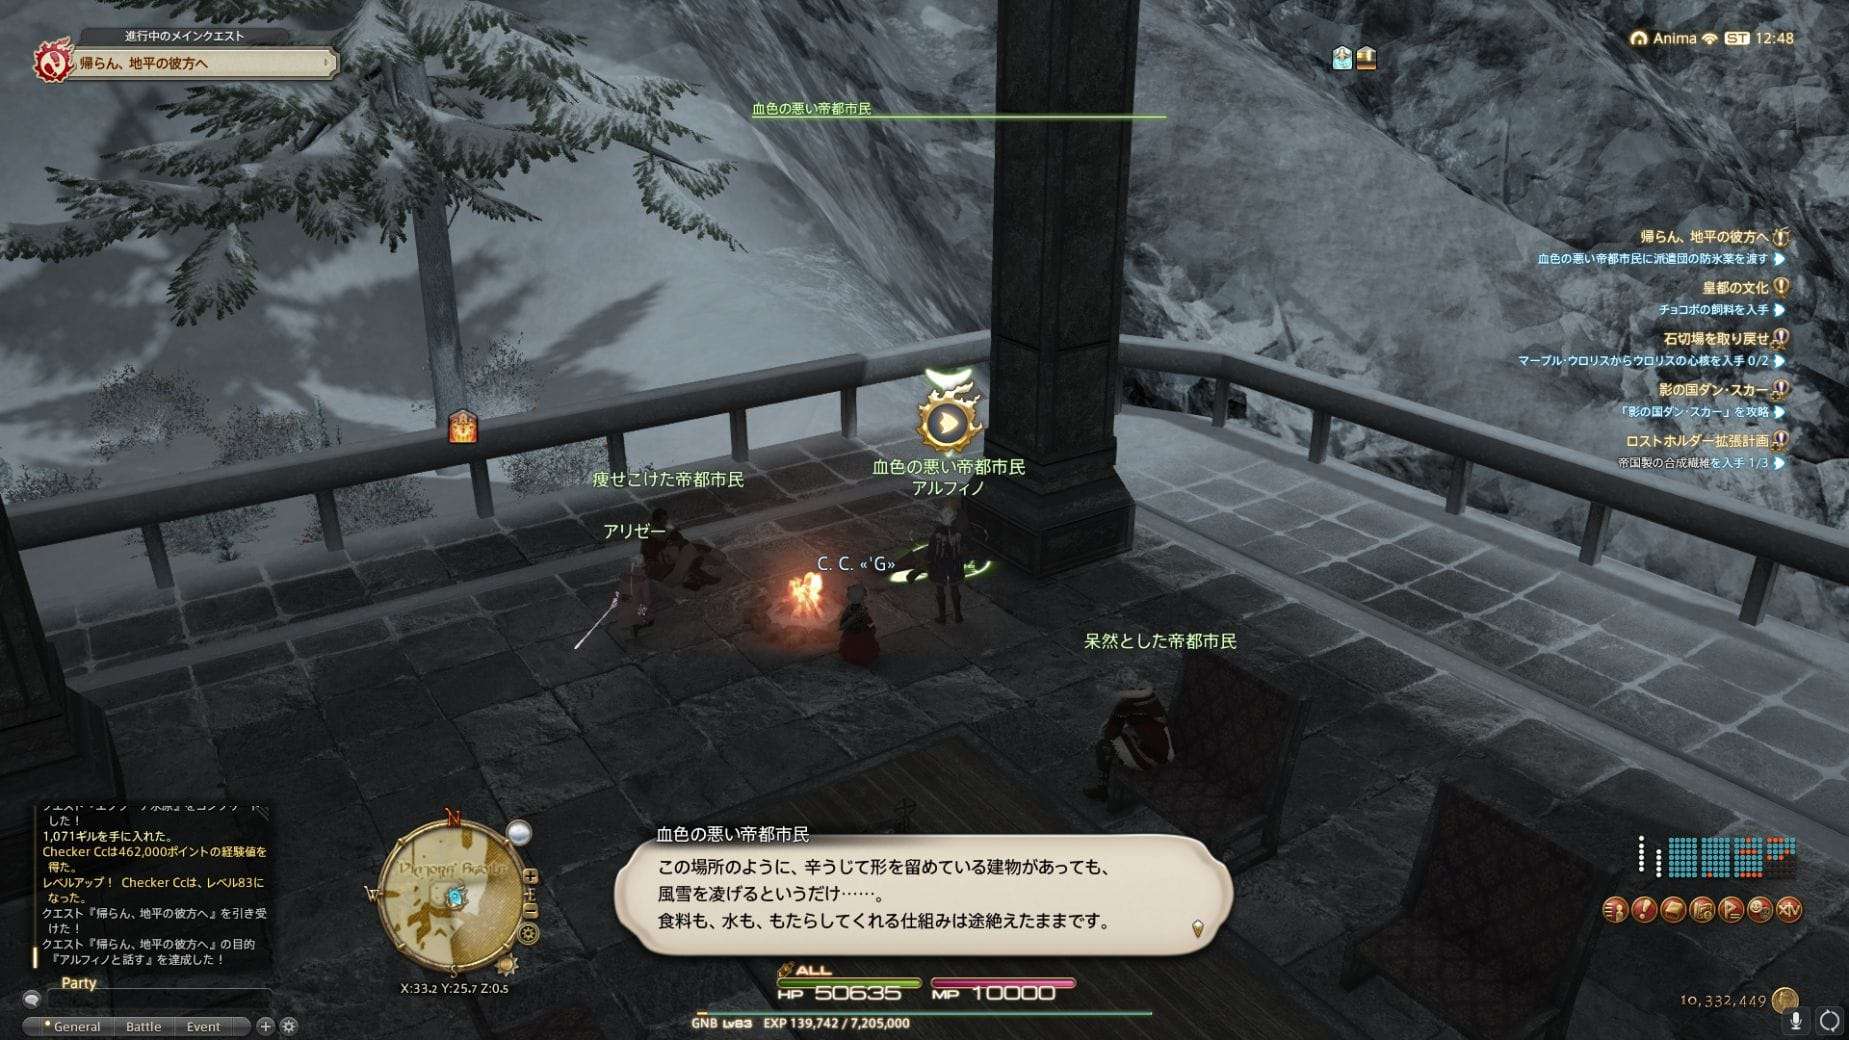 進行中のメインクエスト
帰らん、地平の彼方へ
Anima ST 12:48
血色の悪い帝都市民
帰らん、地平の彼方へ
血色の悪い帝都市民に派遣団の防氷薬を渡す
皇都の文化
チョコボの飼料を入手
石切場を取り戻せ
マーブル・ウロリスからウロリスの心核を入手 0/2
影の国ダン・スカー
「影の国ダン・スカー」を攻略
ロストホルダー拡張計画
帝国製の合成繊維を入手 1/3
血色の悪い帝都市民
アルフィノ
痩せこけた帝都市民
アリゼー
C. C. «'G»
呆然とした帝都市民
した！
1,071ギルを手に入れた。
Checker Ccは462,000ポイントの経験値を
得た。
レベルアップ！ Checker Ccは、レベル83に
なった。
クエスト『帰らん、地平の彼方へ』を引き受
けた！
クエスト『帰らん、地平の彼方へ』の目的
『アルフィノと話す』を達成した！
Party
General Battle Event
N
W
S
X:33.2 Y:25.7 Z:0.5
血色の悪い帝都市民
この場所のように、辛うじて形を留めている建物があっても、
風雪を凌げるというだけ……。
食料も、水も、もたらしてくれる仕組みは途絶えたままです。
ALL
HP 50635 MP 10000
GNB Lv83 EXP 139,742 / 7,205,000
XIV
10,332,449